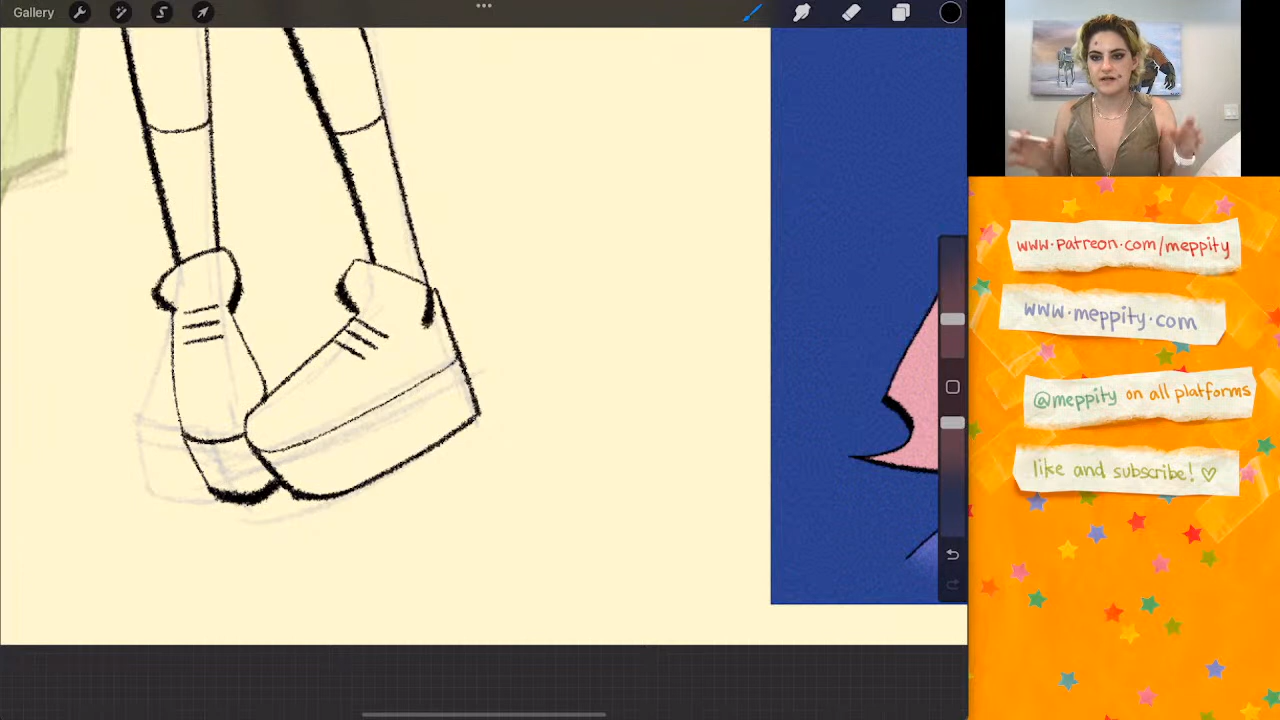 Gallery
www.patreon.com/meppity
www.meppity.com
@meppity on all platforms
like and subscribe! ♡